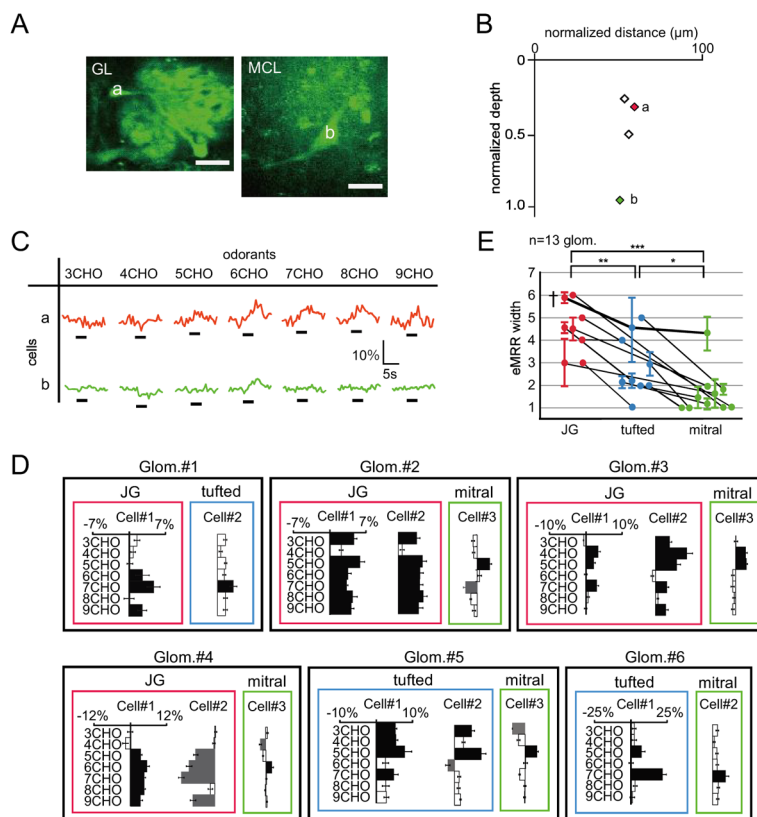 A
GL
a
MCL
b
B
normalized distance (µm)
0
100
0
0.5
1.0
normalized depth
a
b
C
odorants
3CHO 4CHO 5CHO 6CHO 7CHO 8CHO 9CHO
cells
a
b
10%
5s
E
n=13 glom.
***
** *
†
eMRR width
7
6
5
4
3
2
1
JG tufted mitral
D
Glom.#1
JG tufted
-7% 7%
Cell#1 Cell#2
3CHO
4CHO
5CHO
6CHO
7CHO
8CHO
9CHO
Glom.#2
JG mitral
-7% 7%
Cell#1 Cell#2 Cell#3
3CHO
4CHO
5CHO
6CHO
7CHO
8CHO
9CHO
Glom.#3
JG mitral
-10% 10%
Cell#1 Cell#2 Cell#3
3CHO
4CHO
5CHO
6CHO
7CHO
8CHO
9CHO
Glom.#4
JG mitral
-12% 12%
Cell#1 Cell#2 Cell#3
3CHO
4CHO
5CHO
6CHO
7CHO
8CHO
9CHO
Glom.#5
tufted mitral
-10% 10%
Cell#1 Cell#2 Cell#3
3CHO
4CHO
5CHO
6CHO
7CHO
8CHO
9CHO
Glom.#6
tufted mitral
-25% 25%
Cell#1 Cell#2
3CHO
4CHO
5CHO
6CHO
7CHO
8CHO
9CHO